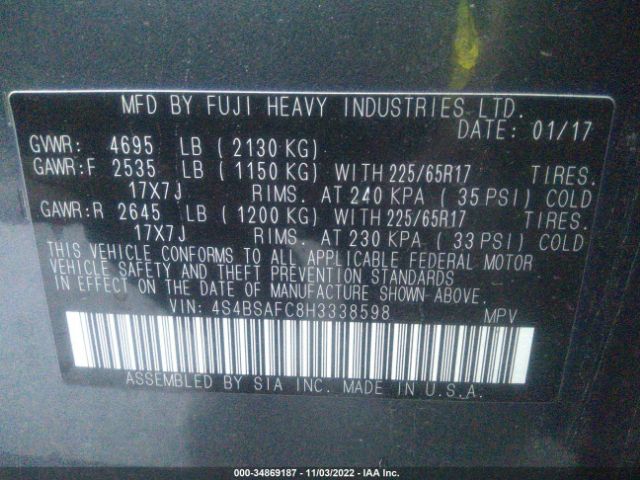 MFD BY FUJI HEAVY INDUSTRIES LTD.
DATE: 01/17
GVWR: 4695 LB ( 2130 KG)
GAWR:F 2535 LB ( 1150 KG) WITH 225/65R17 TIRES.
17X7J RIMS. AT 240 KPA ( 35 PSI) COLD
GAWR:R 2645 LB ( 1200 KG) WITH 225/65R17 TIRES.
17X7J RIMS. AT 230 KPA ( 33 PSI) COLD
THIS VEHICLE CONFORMS TO ALL APPLICABLE FEDERAL MOTOR
VEHICLE SAFETY AND THEFT PREVENTION STANDARDS
IN EFFECT ON THE DATE OF MANUFACTURE SHOWN ABOVE.
VIN: 4S4BSAFC8H3338598 MPV
ASSEMBLED BY SIA INC. MADE IN U.S.A.
000-34869187 - 11/03/2022 - IAA Inc.